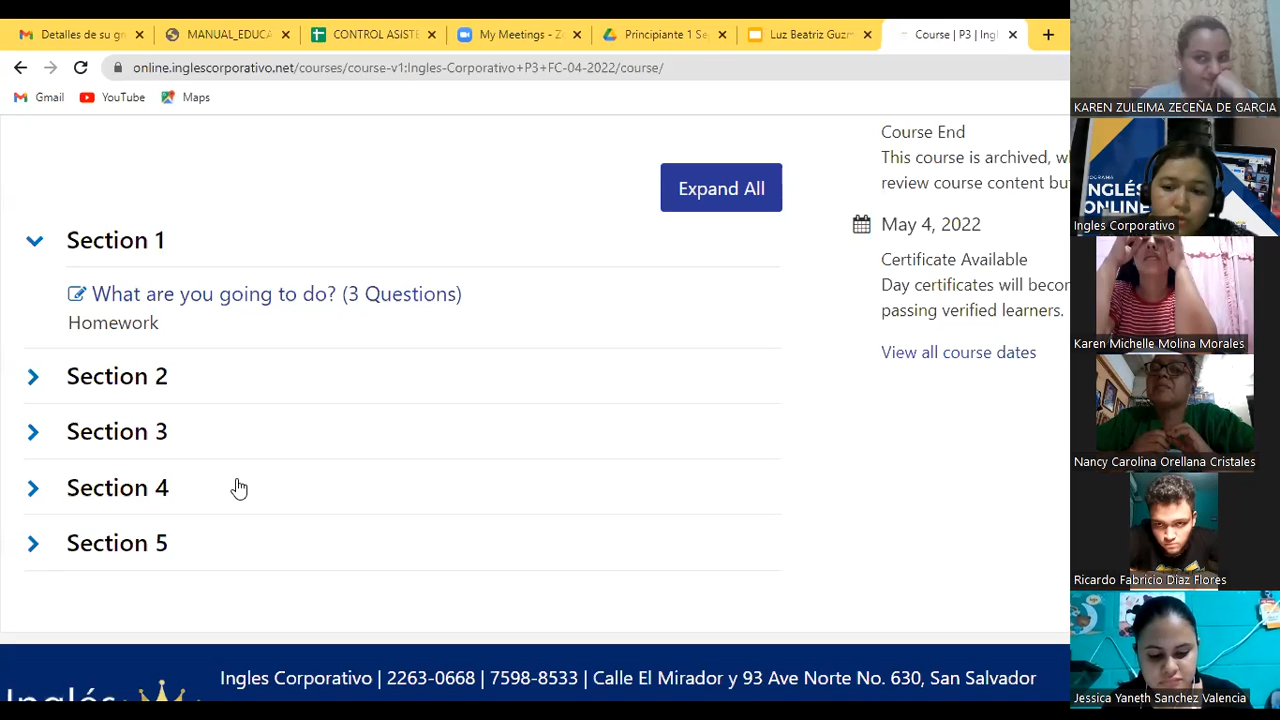 Detalles de su gr
MANUAL_EDUCA
CONTROL ASIST
My Meetings - Zo
Principiante 1 Se
Luz Beatriz Guzm
Course | P3 | Ingl
online.inglescorporativo.net/courses/course-v1:Ingles-Corporativo+P3+FC-04-2022/course/
Gmail
YouTube
Maps
Expand All
Section 1
What are you going to do? (3 Questions)
Homework
Section 2
Section 3
Section 4
Section 5
Course End
This course is archived, w
review course content but
May 4, 2022
Certificate Available
Day certificates will becom
passing verified learners.
View all course dates
Ingles Corporativo | 2263-0668 | 7598-8533 | Calle El Mirador y 93 Ave Norte No. 630, San Salvador
Inglés
KAREN ZULEIMA ZECEÑA DE GARCIA
INGLÉS
ONLINE
Ingles Corporativo
Karen Michelle Molina Morales
Nancy Carolina Orellana Cristales
Ricardo Fabricio Diaz Flores
Jessica Yaneth Sanchez Valencia